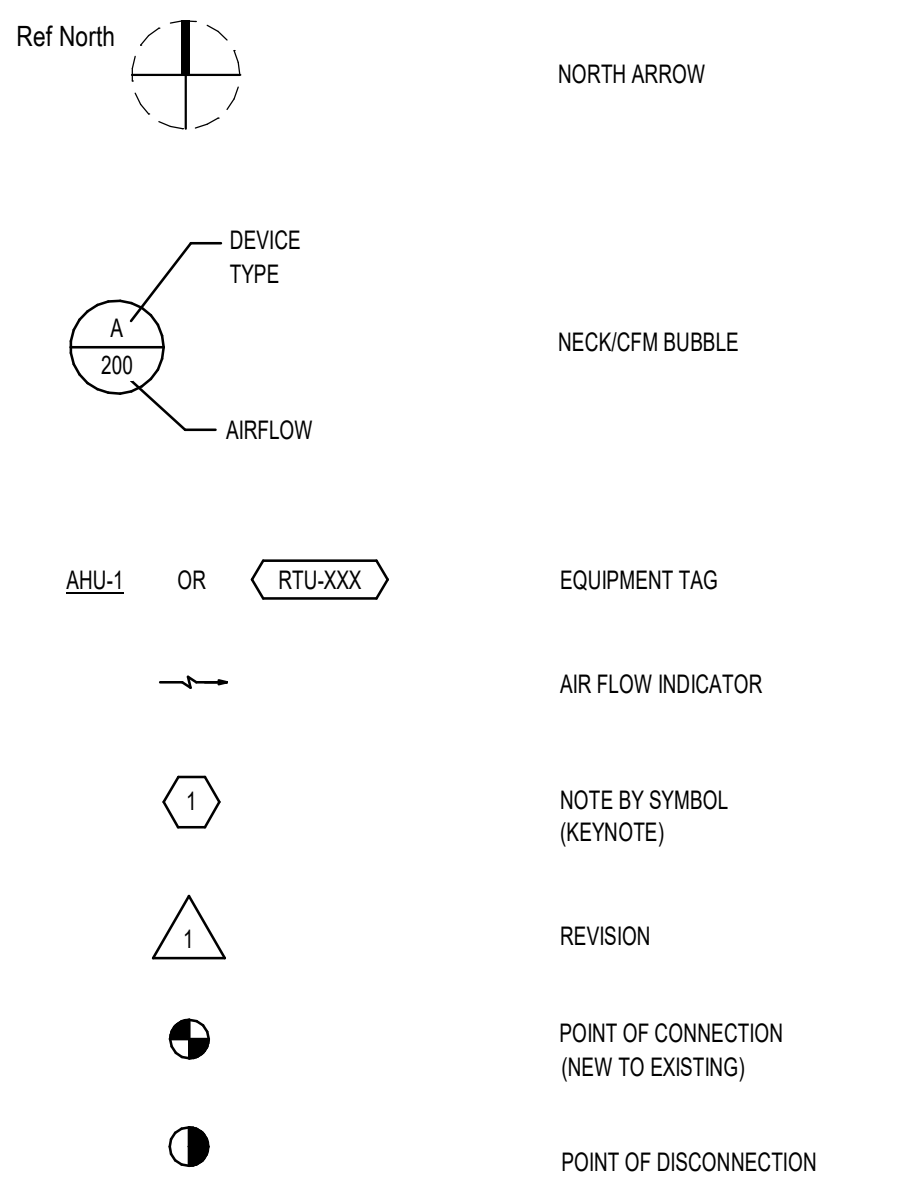 Ref North
NORTH ARROW
DEVICE
TYPE
A
200
NECK/CFM BUBBLE
AIRFLOW
AHU-1 OR RTU-XXX EQUIPMENT TAG
AIR FLOW INDICATOR
1
NOTE BY SYMBOL
(KEYNOTE)
1
REVISION
POINT OF CONNECTION
(NEW TO EXISTING)
POINT OF DISCONNECTION